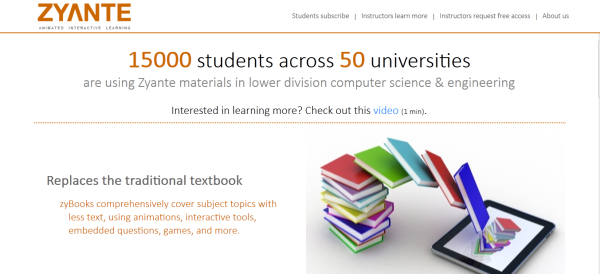 ZYANTE
ANIMATED INTERACTIVE LEARNING
Students subscribe | Instructors learn more | Instructors request free access | About us
15000 students across 50 universities
are using Zyante materials in lower division computer science & engineering
Interested in learning more? Check out this video (1 min).
Replaces the traditional textbook
zyBooks comprehensively cover subject topics with
less text, using animations, interactive tools,
embedded questions, games, and more.